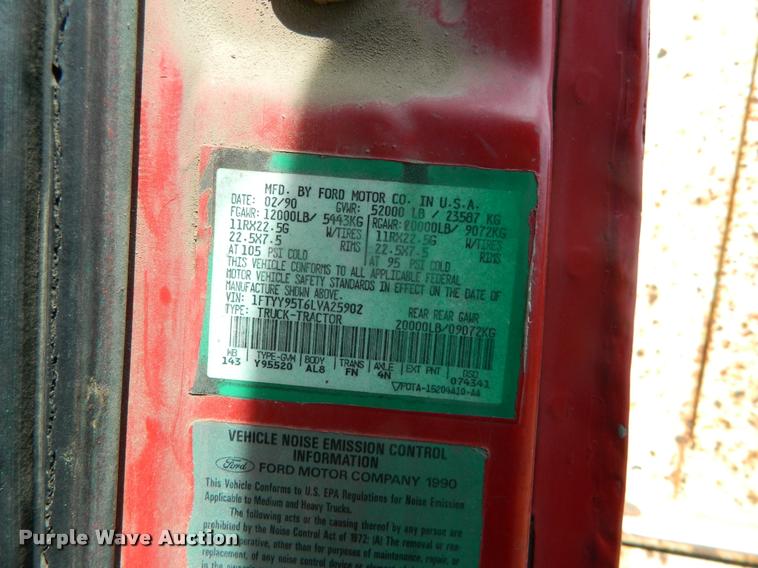 MFD. BY FORD MOTOR CO. IN U.S.A.
DATE: 02/90 GVWR: 52000 LB / 23587 KG
FGAWR: 12000LB/ 5443KG RGAWR: 20000LB/ 9072KG
11RX22.5G W/TIRES 11RX22.5G W/TIRES
22.5X7.5 RIMS 22.5X7.5 RIMS
AT 105 PSI COLD AT 95 PSI COLD
THIS VEHICLE CONFORMS TO ALL APPLICABLE FEDERAL
MOTOR VEHICLE SAFETY STANDARDS IN EFFECT ON THE DATE OF
MANUFACTURE SHOWN ABOVE.
VIN: 1FTYY95T6LVA25902 REAR REAR GAWR
TYPE: TRUCK-TRACTOR 20000LB/09072KG
WB TYPE-GVW BODY TRANS AXLE EXT PNT DSO
143 Y95520 AL8 FN 4N 074341
FOTA-15204A10-AA
VEHICLE NOISE EMISSION CONTROL
INFORMATION
Ford FORD MOTOR COMPANY 1990
This Vehicle Conforms to U.S. EPA Regulations for Noise Emission
Applicable to Medium and Heavy Trucks.
The following acts or the causing thereof by any person are
prohibited by the Noise Control Act of 1972: (A) The removal or ren-
operative, other than for purposes of maintenance, repair, or
replacement, of any noise control device or element
Purple Wave Auction